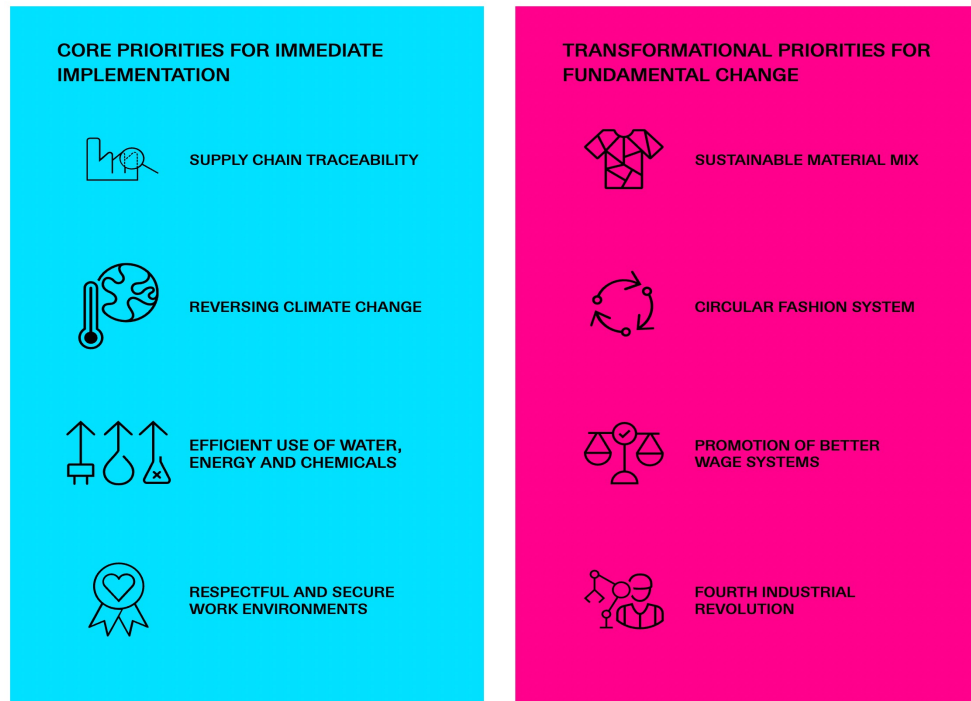 CORE PRIORITIES FOR IMMEDIATE
IMPLEMENTATION
SUPPLY CHAIN TRACEABILITY
REVERSING CLIMATE CHANGE
EFFICIENT USE OF WATER,
ENERGY AND CHEMICALS
RESPECTFUL AND SECURE
WORK ENVIRONMENTS
TRANSFORMATIONAL PRIORITIES FOR
FUNDAMENTAL CHANGE
SUSTAINABLE MATERIAL MIX
CIRCULAR FASHION SYSTEM
PROMOTION OF BETTER
WAGE SYSTEMS
FOURTH INDUSTRIAL
REVOLUTION